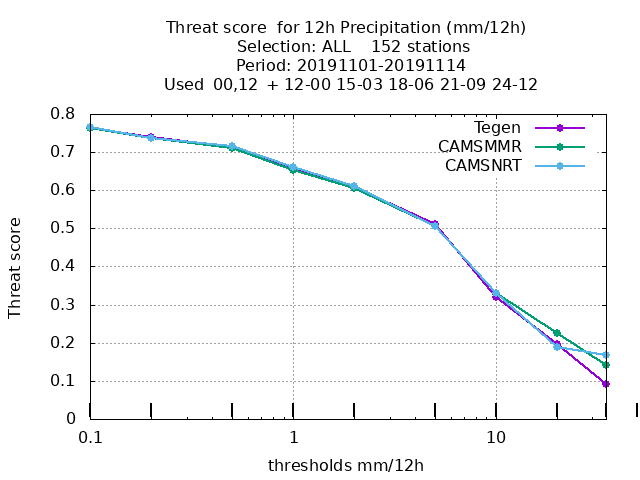 Threat score  for 12h Precipitation (mm/12h)
Selection: ALL    152 stations
Period: 20191101-20191114
Used  00,12  + 12-00 15-03 18-06 21-09 24-12
Tegen
CAMSMMR
CAMSNRT
Threat score
0.8
0.7
0.6
0.5
0.4
0.3
0.2
0.1
0
0.1 1 10
thresholds mm/12h